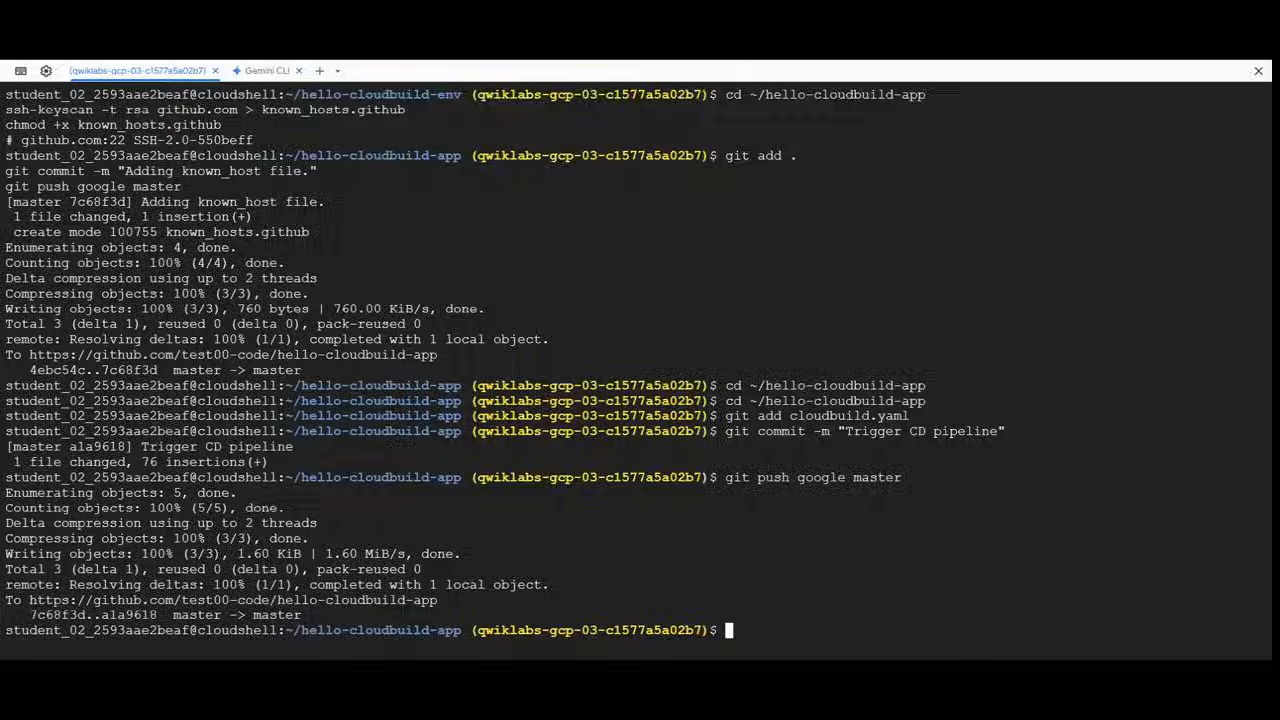 (qwiklabs-gcp-03-c1577a5a02b7) × Gemini CLI × +
student_02_2593aae2beaf@cloudshell:~/hello-cloudbuild-env (qwiklabs-gcp-03-c1577a5a02b7)$ cd ~/hello-cloudbuild-app
ssh-keyscan -t rsa github.com > known_hosts.github
chmod +x known_hosts.github
# github.com:22 SSH-2.0-550beff
student_02_2593aae2beaf@cloudshell:~/hello-cloudbuild-app (qwiklabs-gcp-03-c1577a5a02b7)$ git add .
git commit -m "Adding known_host file."
git push google master
[master 7c68f3d] Adding known_host file.
1 file changed, 1 insertion(+)
create mode 100755 known_hosts.github
Enumerating objects: 4, done.
Counting objects: 100% (4/4), done.
Delta compression using up to 2 threads
Compressing objects: 100% (3/3), done.
Writing objects: 100% (3/3), 760 bytes | 760.00 KiB/s, done.
Total 3 (delta 1), reused 0 (delta 0), pack-reused 0
remote: Resolving deltas: 100% (1/1), completed with 1 local object.
To https://github.com/test00-code/hello-cloudbuild-app
4ebc54c..7c68f3d master -> master
student_02_2593aae2beaf@cloudshell:~/hello-cloudbuild-app (qwiklabs-gcp-03-c1577a5a02b7)$ cd ~/hello-cloudbuild-app
student_02_2593aae2beaf@cloudshell:~/hello-cloudbuild-app (qwiklabs-gcp-03-c1577a5a02b7)$ cd ~/hello-cloudbuild-app
student_02_2593aae2beaf@cloudshell:~/hello-cloudbuild-app (qwiklabs-gcp-03-c1577a5a02b7)$ git add cloudbuild.yaml
student_02_2593aae2beaf@cloudshell:~/hello-cloudbuild-app (qwiklabs-gcp-03-c1577a5a02b7)$ git commit -m "Trigger CD pipeline"
[master a1a9618] Trigger CD pipeline
1 file changed, 76 insertions(+)
student_02_2593aae2beaf@cloudshell:~/hello-cloudbuild-app (qwiklabs-gcp-03-c1577a5a02b7)$ git push google master
Enumerating objects: 5, done.
Counting objects: 100% (5/5), done.
Delta compression using up to 2 threads
Compressing objects: 100% (3/3), done.
Writing objects: 100% (3/3), 1.60 KiB | 1.60 MiB/s, done.
Total 3 (delta 1), reused 0 (delta 0), pack-reused 0
remote: Resolving deltas: 100% (1/1), completed with 1 local object.
To https://github.com/test00-code/hello-cloudbuild-app
7c68f3d..a1a9618 master -> master
student_02_2593aae2beaf@cloudshell:~/hello-cloudbuild-app (qwiklabs-gcp-03-c1577a5a02b7)$